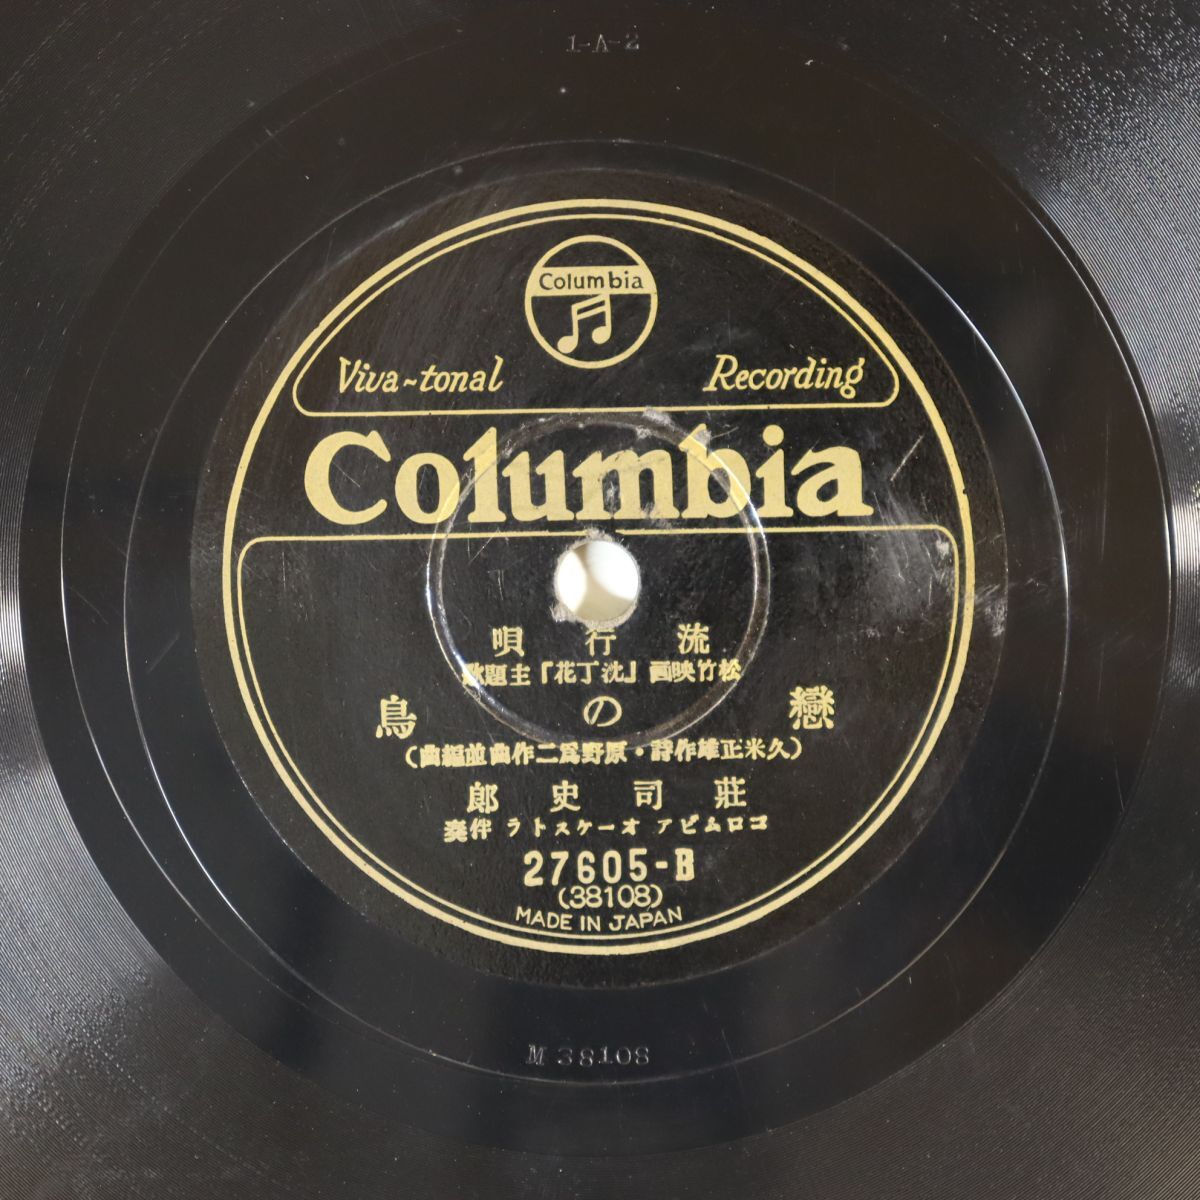 1-A-2
Columbia
Viva-tonal Recording
Columbia
流行唄
松竹映画『沈丁花』主題歌
戀の鳥
(久米正雄作詩・原野爲二作曲並編曲)
莊司史郎
コロムビア オーケストラ 伴奏
27605-B
(38108)
MADE IN JAPAN
M 38108